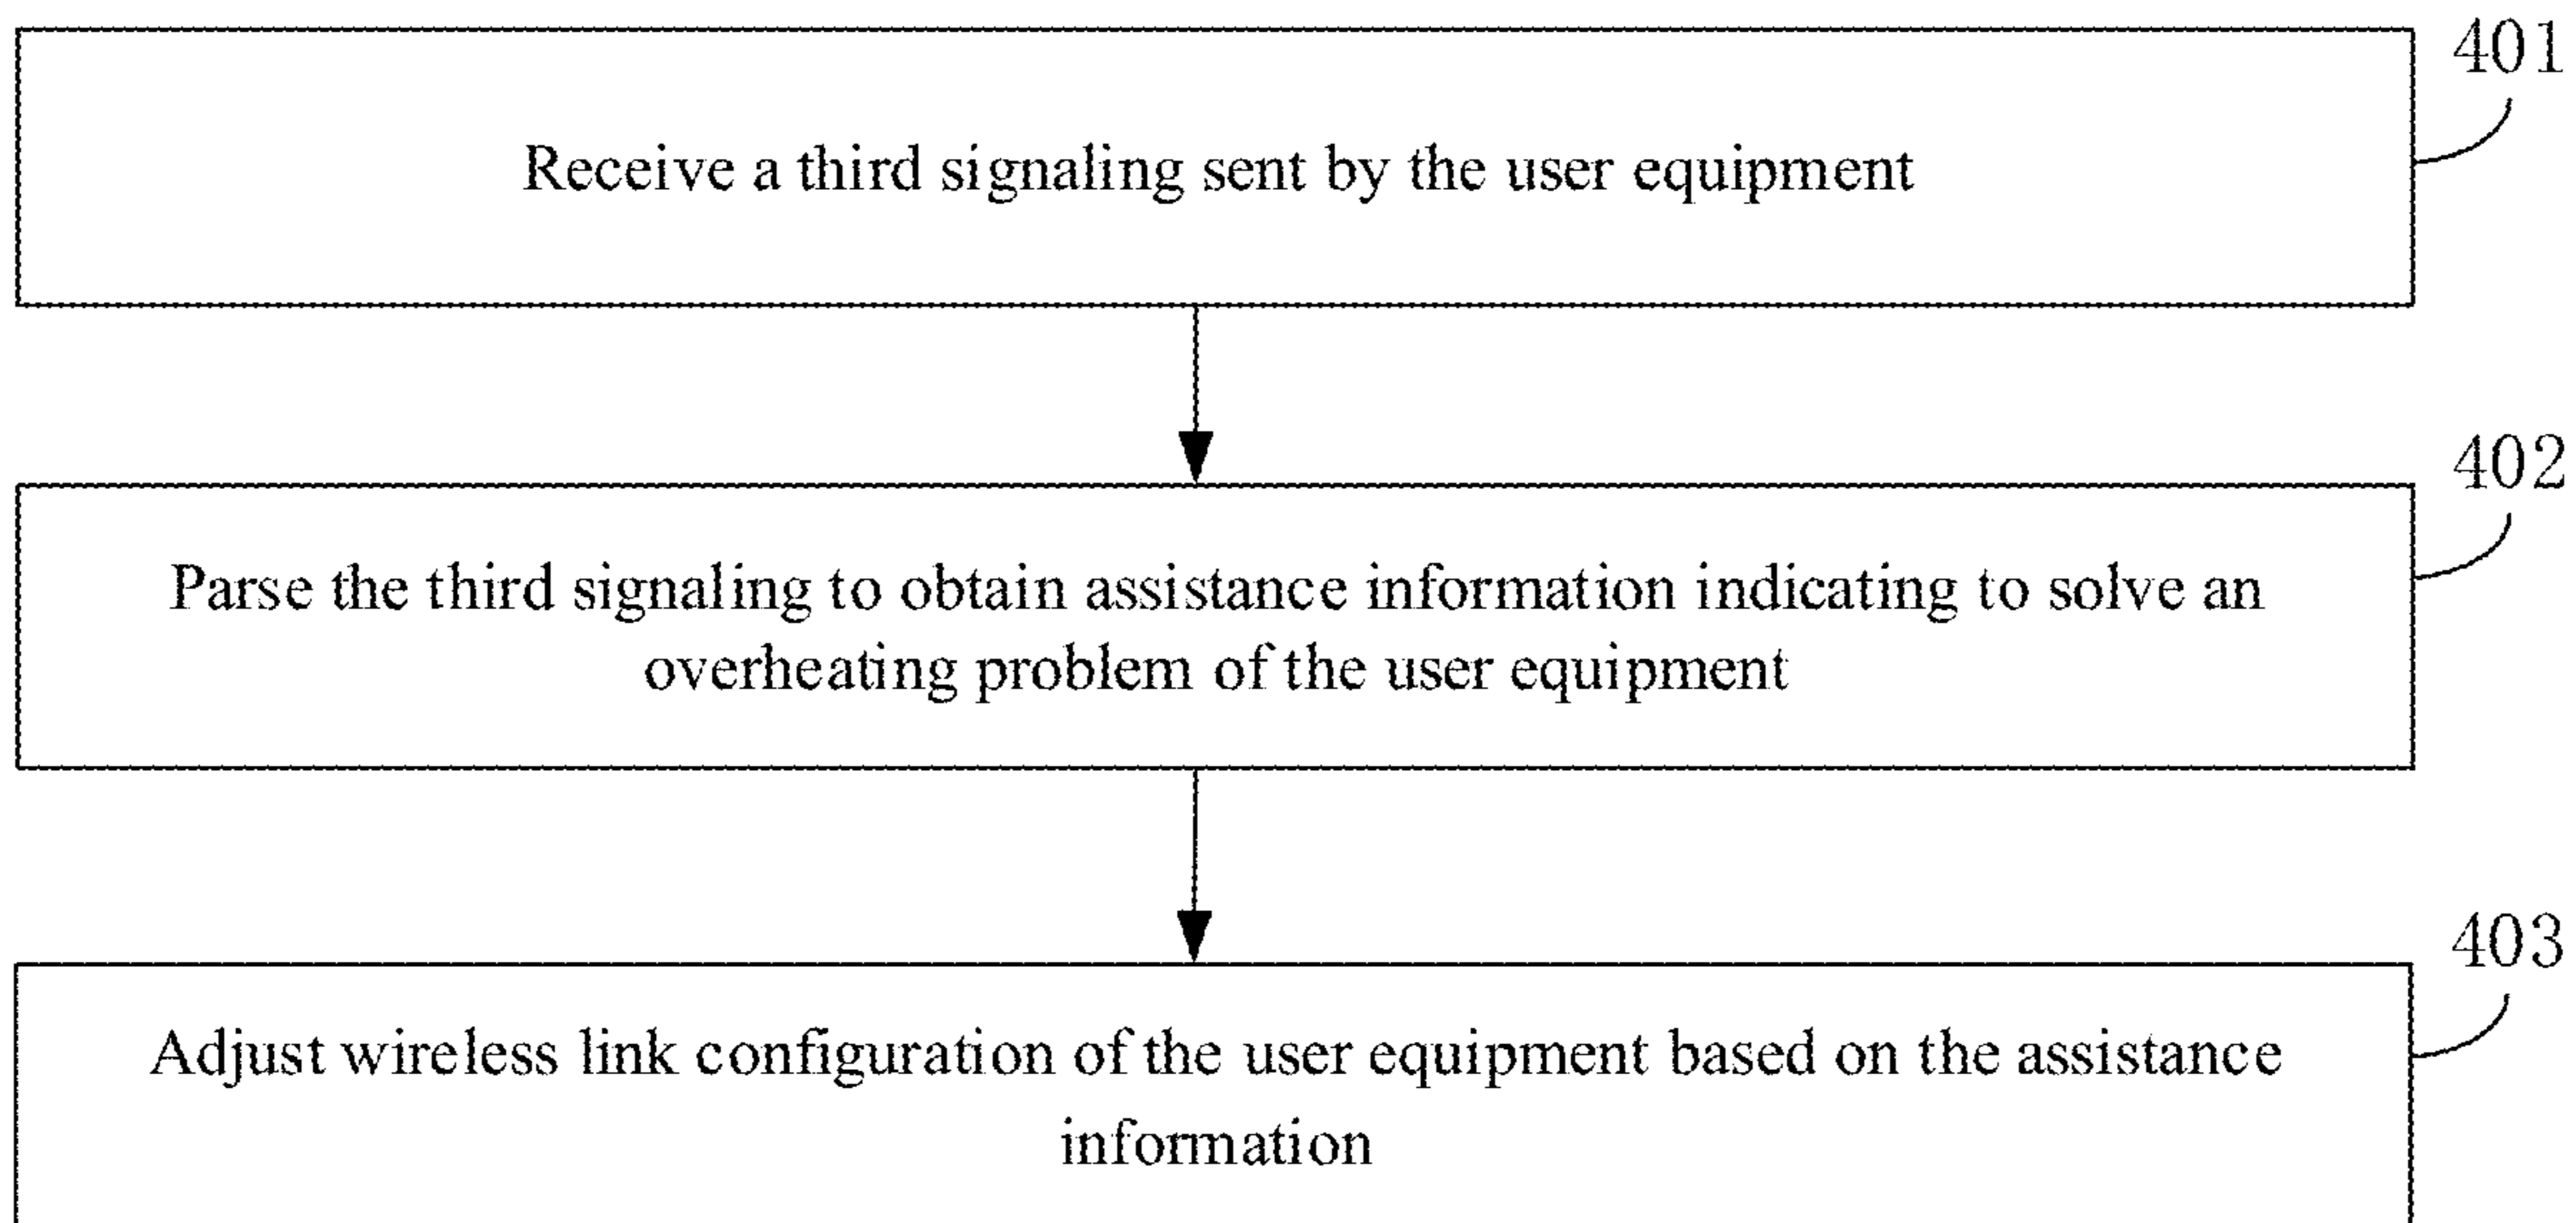 401
Receive a third signaling sent by the user equipment
402
Parse the third signaling to obtain assistance information indicating to solve an
overheating problem of the user equipment
403
Adjust wireless link configuration of the user equipment based on the assistance
information